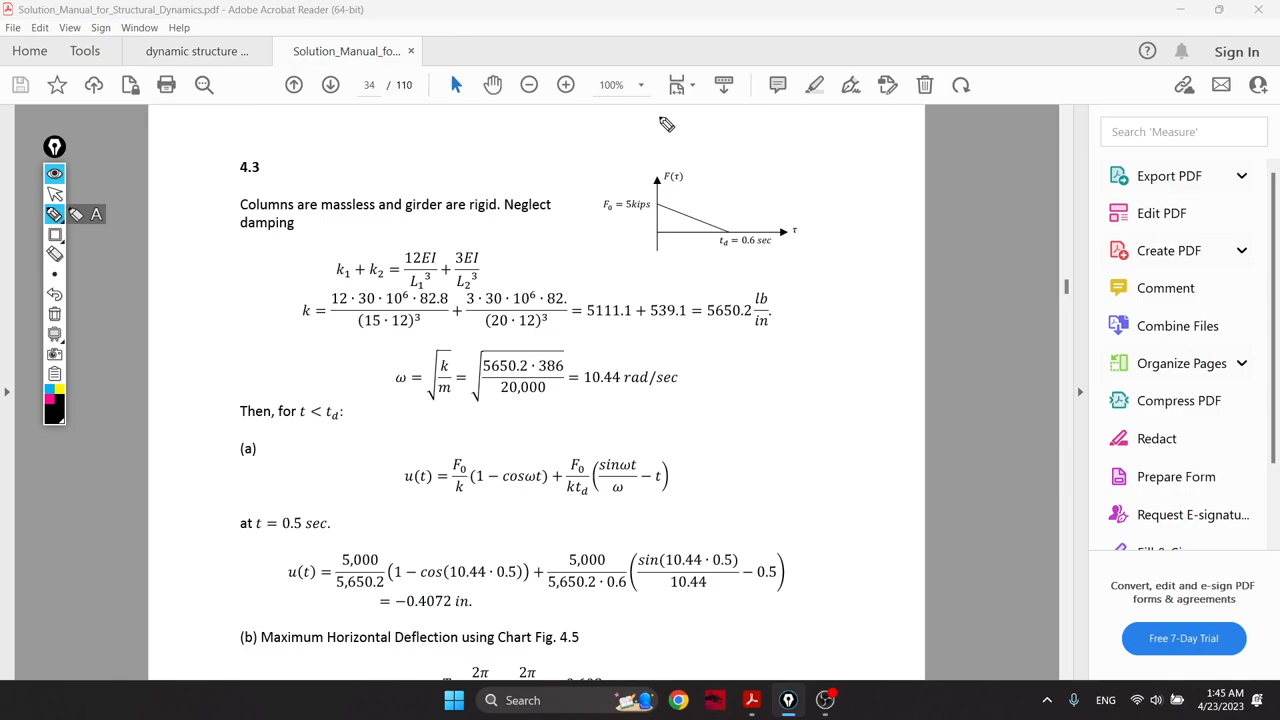 Solution_Manual_for_Structural_Dynamics.pdf - Adobe Acrobat Reader (64-bit)
File Edit View Sign Window Help
Home Tools dynamic structure ... Solution_Manual_fo... × Sign In
34 / 110 100%
4.3
Columns are massless and girder are rigid. Neglect
damping
F(τ)
F₀ = 5kips
τ
t_d = 0.6 sec
k₁ + k₂ = 12EI/L₁³ + 3EI/L₂³
k = 12 · 30 · 10⁶ · 82.8/(15 · 12)³ + 3 · 30 · 10⁶ · 82./(20 · 12)³ = 5111.1 + 539.1 = 5650.2 lb/in.
ω = √(k/m) = √(5650.2 · 386/20,000) = 10.44 rad/sec
Then, for t < t_d:
(a)
u(t) = F₀/k (1 − cosωt) + F₀/kt_d (sinωt/ω − t)
at t = 0.5 sec.
u(t) = 5,000/5,650.2 (1 − cos(10.44 · 0.5)) + 5,000/5,650.2 · 0.6 (sin(10.44 · 0.5)/10.44 − 0.5)
= −0.4072 in.
(b) Maximum Horizontal Deflection using Chart Fig. 4.5
2π 2π
A
Search 'Measure'
Export PDF
Edit PDF
Create PDF
Comment
Combine Files
Organize Pages
Compress PDF
Redact
Prepare Form
Request E-signatu...
Convert, edit and e-sign PDF
forms & agreements
Free 7-Day Trial
Search
ENG
1:45 AM
4/23/2023